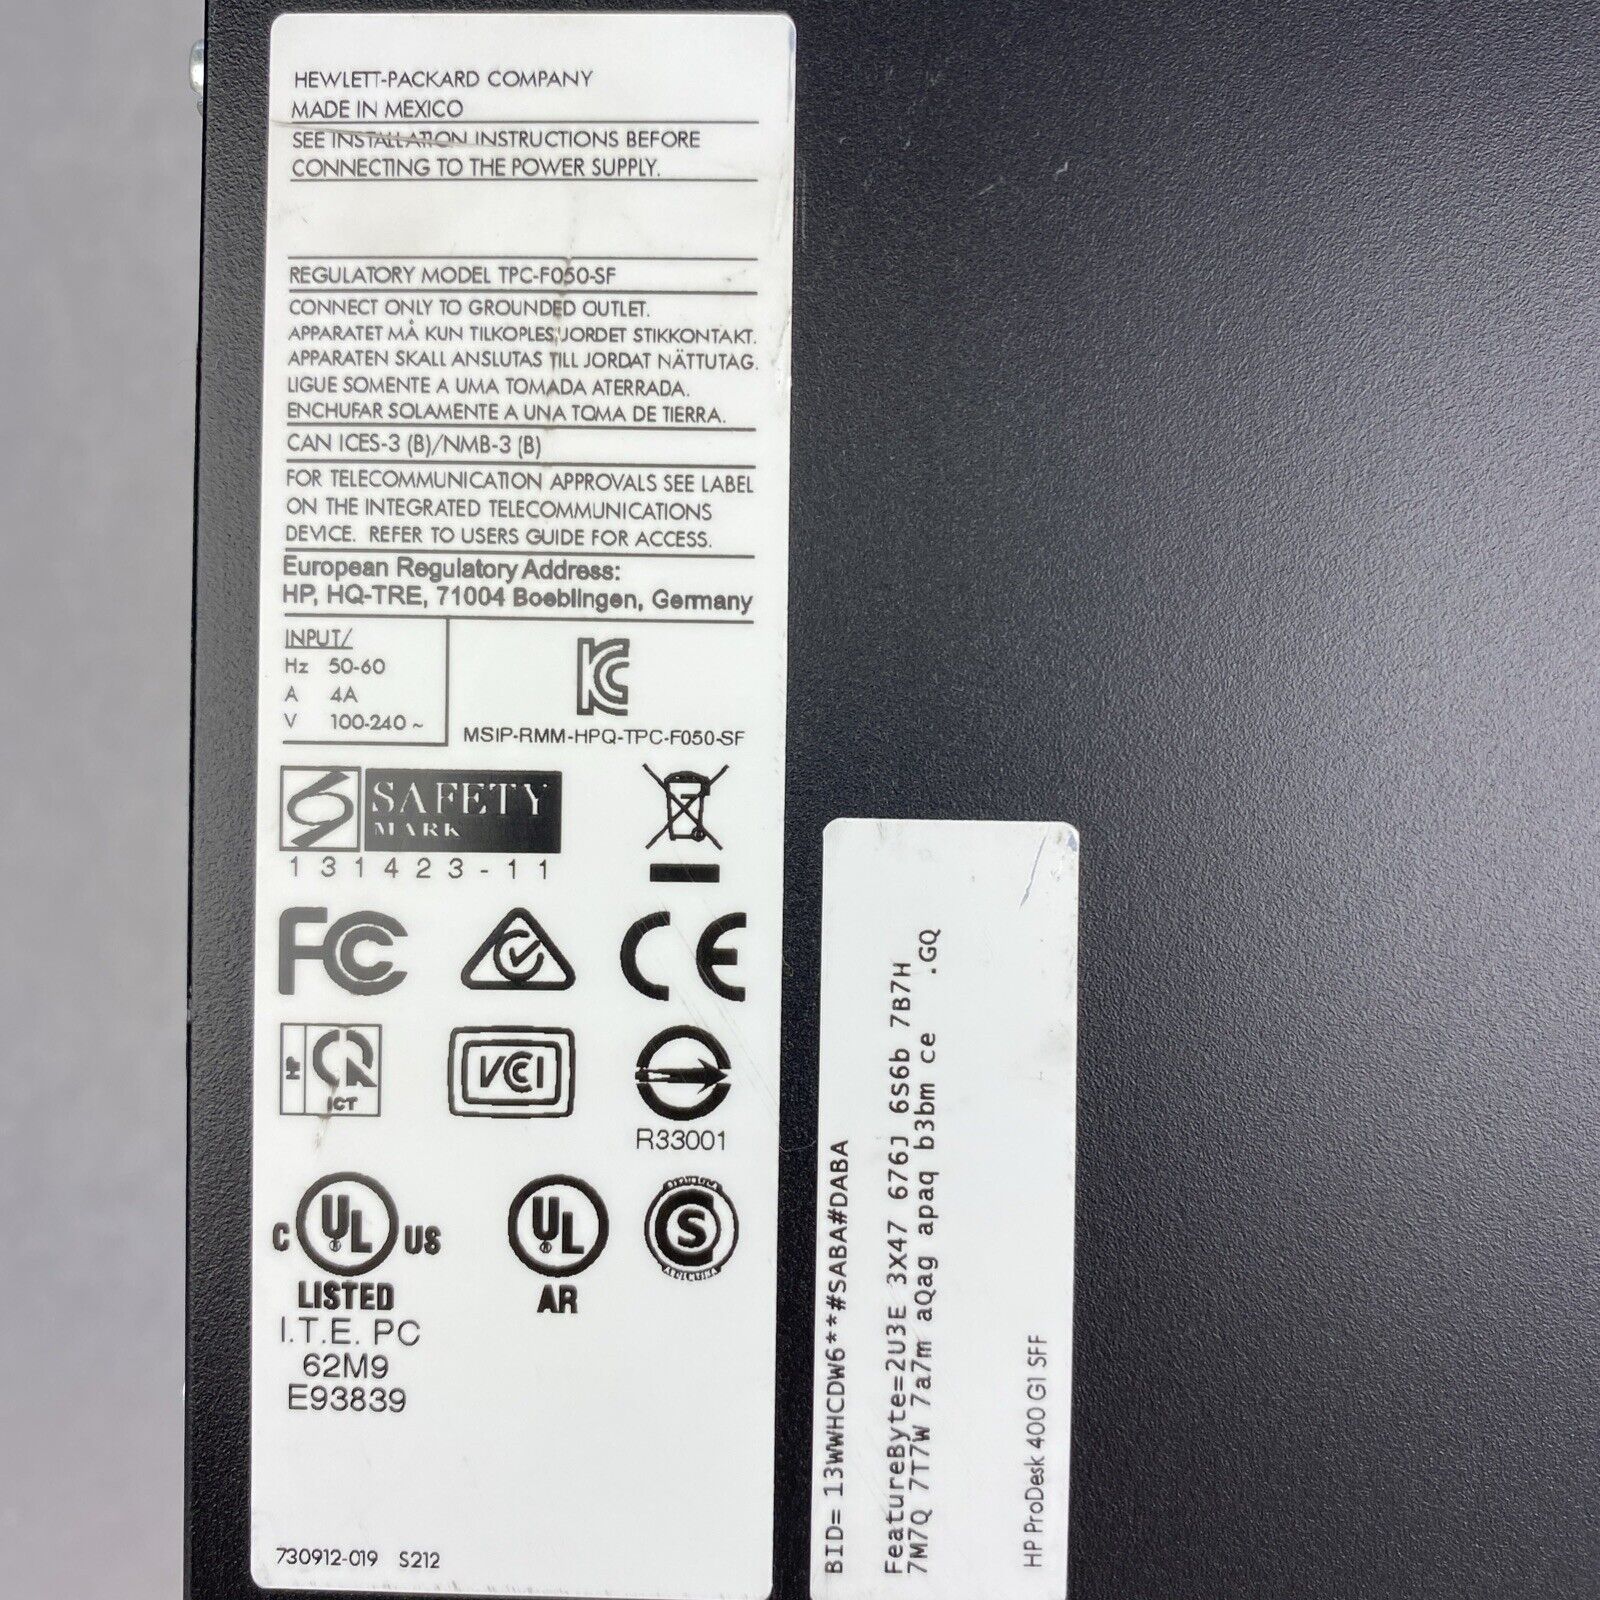 HEWLETT-PACKARD COMPANY
MADE IN MEXICO
SEE INSTALLATION INSTRUCTIONS BEFORE
CONNECTING TO THE POWER SUPPLY.
REGULATORY MODEL TPC-F050-SF
CONNECT ONLY TO GROUNDED OUTLET.
APPARATET MÅ KUN TILKOPLES JORDET STIKKONTAKT.
APPARATEN SKALL ANSLUTAS TILL JORDAT NÄTTUTAG.
LIGUE SOMENTE A UMA TOMADA ATERRADA.
ENCHUFAR SOLAMENTE A UNA TOMA DE TIERRA.
CAN ICES-3 (B)/NMB-3 (B)
FOR TELECOMMUNICATION APPROVALS SEE LABEL
ON THE INTEGRATED TELECOMMUNICATIONS
DEVICE. REFER TO USERS GUIDE FOR ACCESS.
European Regulatory Address:
HP, HQ-TRE, 71004 Boeblingen, Germany
INPUT/
Hz 50-60
A 4A
V 100-240 ~
KC
MSIP-RMM-HPQ-TPC-F050-SF
SAFETY
MARK
131423-11
FC
CE
HP
ICT
VCCI
R33001
C UL US
LISTED
I.T.E. PC
62M9
E93839
UL
AR
S
ARGENTINA
730912-019 S212
BID= 13WWHCDW6**#SABA#DABA
FeatureByte=2U3E 3X47 676J 6S6b 7B7H
7M7Q 7T7W 7a7m aQag apaq b3bm ce .GQ
HP ProDesk 400 G1 SFF